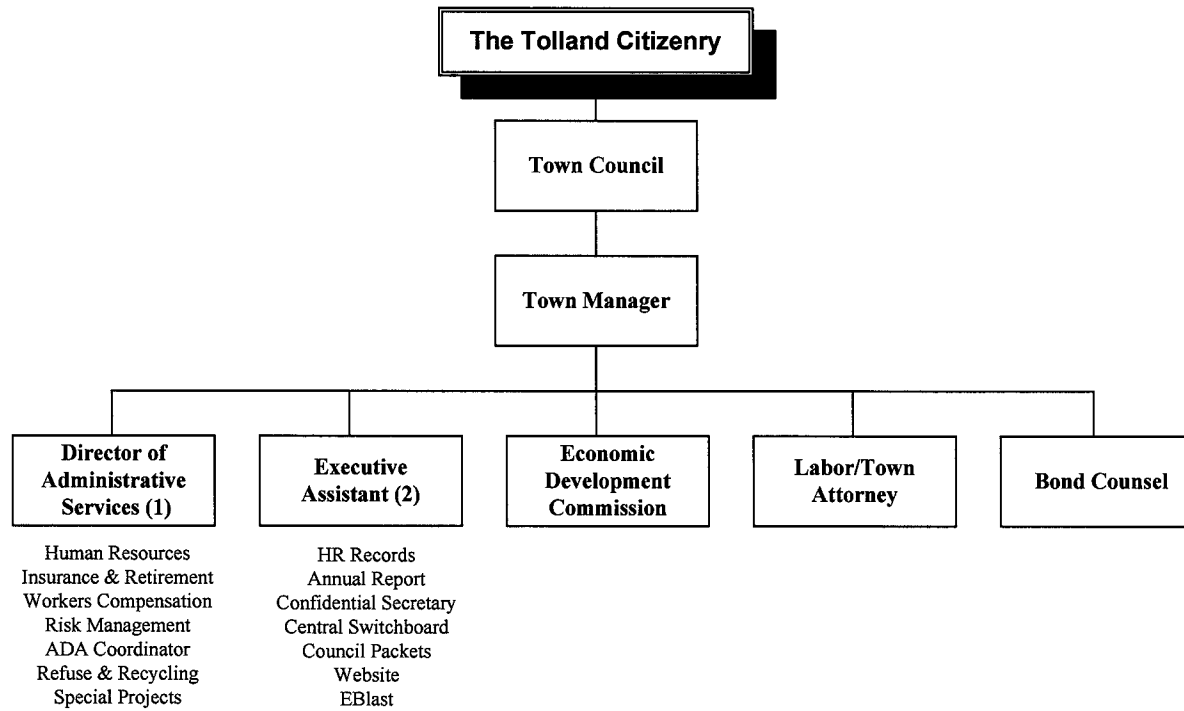 The Tolland Citizenry
Town Council
Town Manager
Director of
Administrative
Services (1)
Human Resources
Insurance & Retirement
Workers Compensation
Risk Management
ADA Coordinator
Refuse & Recycling
Special Projects
Executive
Assistant (2)
HR Records
Annual Report
Confidential Secretary
Central Switchboard
Council Packets
Website
EBlast
Economic
Development
Commission
Labor/Town
Attorney
Bond Counsel